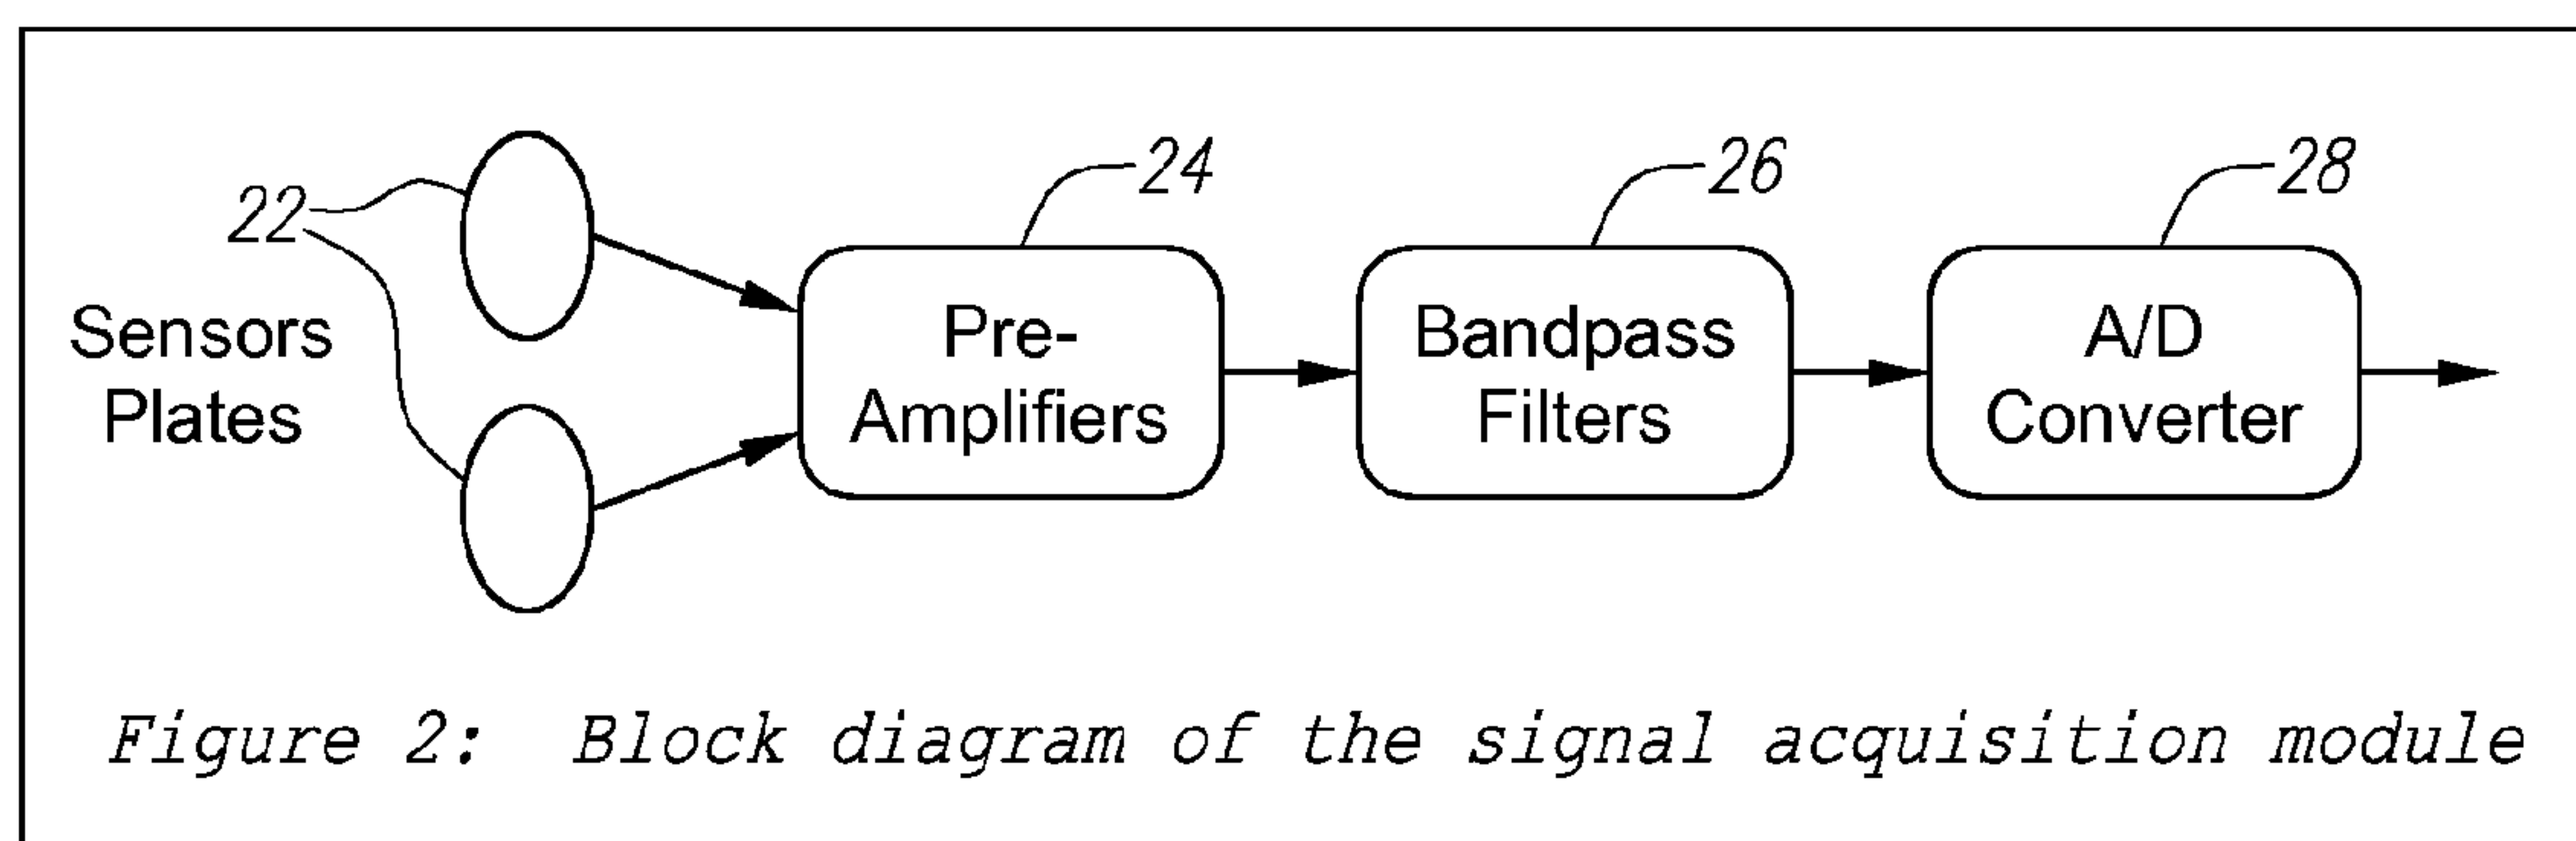 22
Sensors
Plates
24
Pre-
Amplifiers
26
Bandpass
Filters
28
A/D
Converter
Figure 2: Block diagram of the signal acquisition module